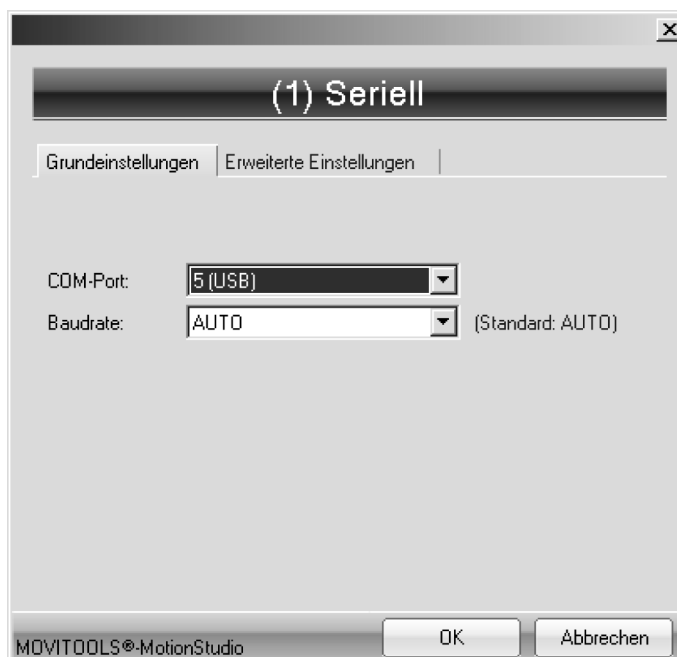 (1) Seriell
Grundeinstellungen Erweiterte Einstellungen
COM-Port: 5 (USB)
Baudrate: AUTO (Standard: AUTO)
OK Abbrechen
MOVITOOLS®-MotionStudio